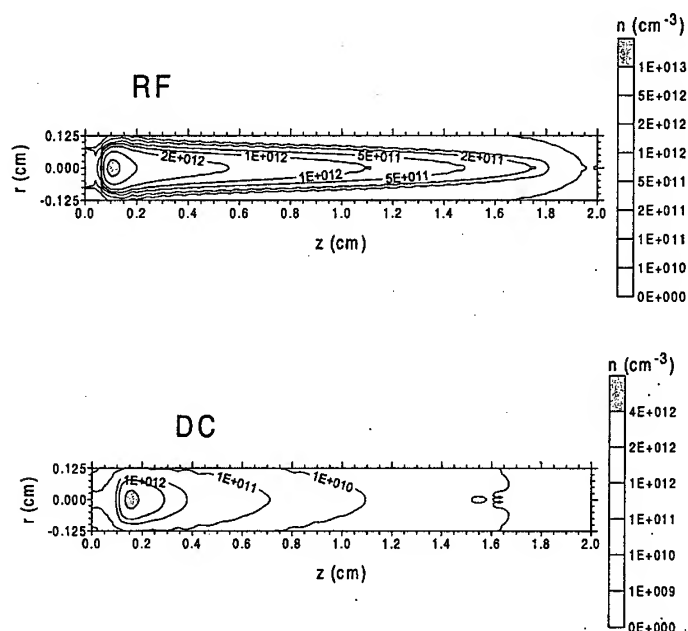 n (cm⁻³)
1E+013
5E+012
2E+012
1E+012
5E+011
2E+011
1E+011
1E+010
0E+000
RF
r (cm)
0.125
0.000
-0.125
2E+012
1E+012
5E+011
2E+011
1E+012
5E+011
0.0 0.2 0.4 0.6 0.8 1.0 1.2 1.4 1.6 1.8 2.0
z (cm)
n (cm⁻³)
4E+012
2E+012
1E+012
1E+011
1E+010
1E+009
0E+000
DC
r (cm)
0.125
0.000
-0.125
1E+012
1E+011
1E+010
0.0 0.2 0.4 0.6 0.8 1.0 1.2 1.4 1.6 1.8 2.0
z (cm)